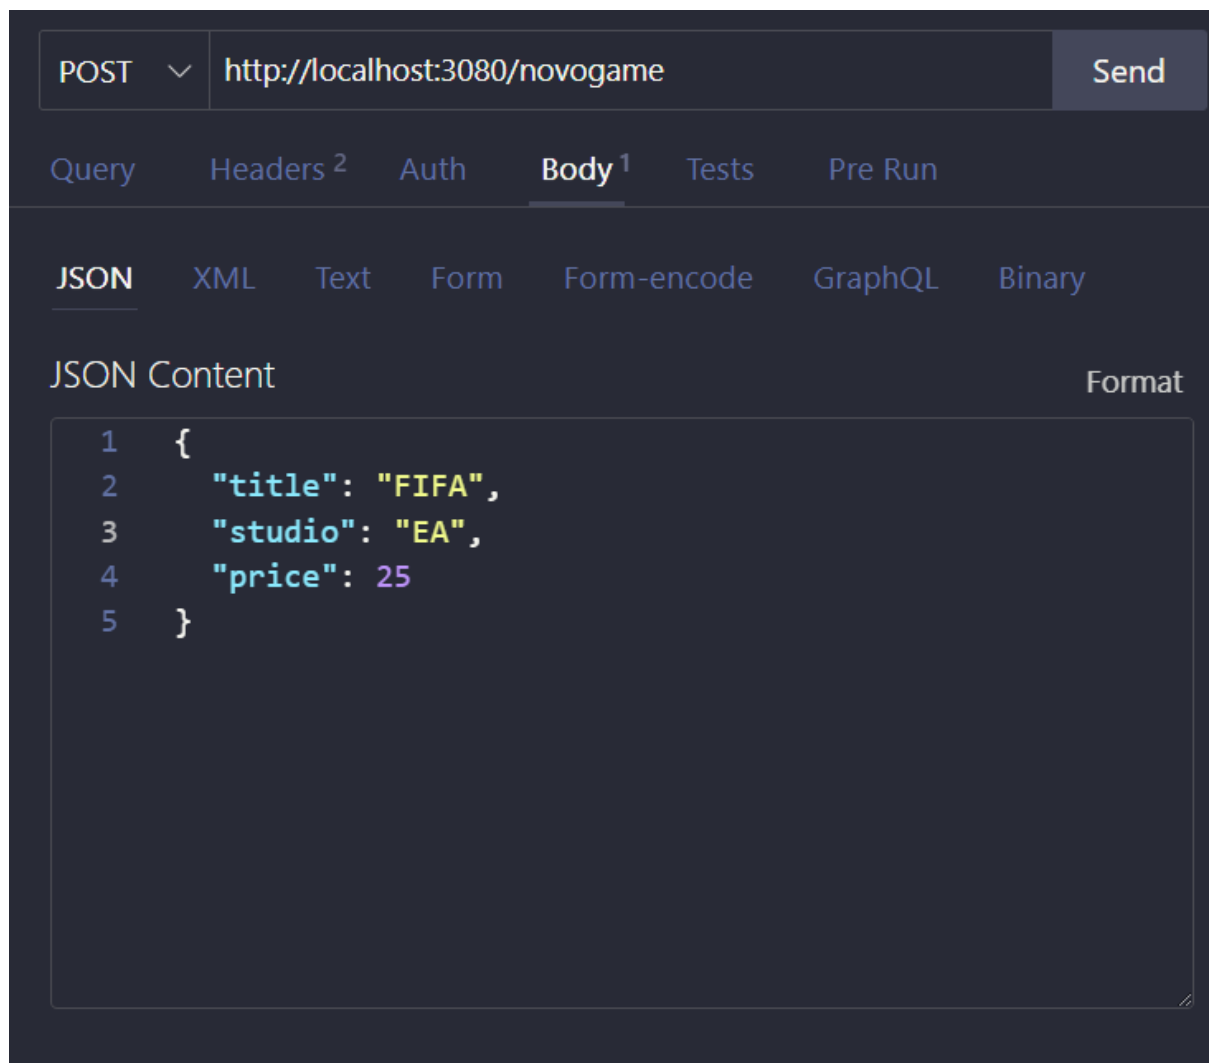 POST http://localhost:3080/novogame Send
Query Headers 2 Auth Body 1 Tests Pre Run
JSON XML Text Form Form-encode GraphQL Binary
JSON Content Format
1 {
2 "title": "FIFA",
3 "studio": "EA",
4 "price": 25
5 }